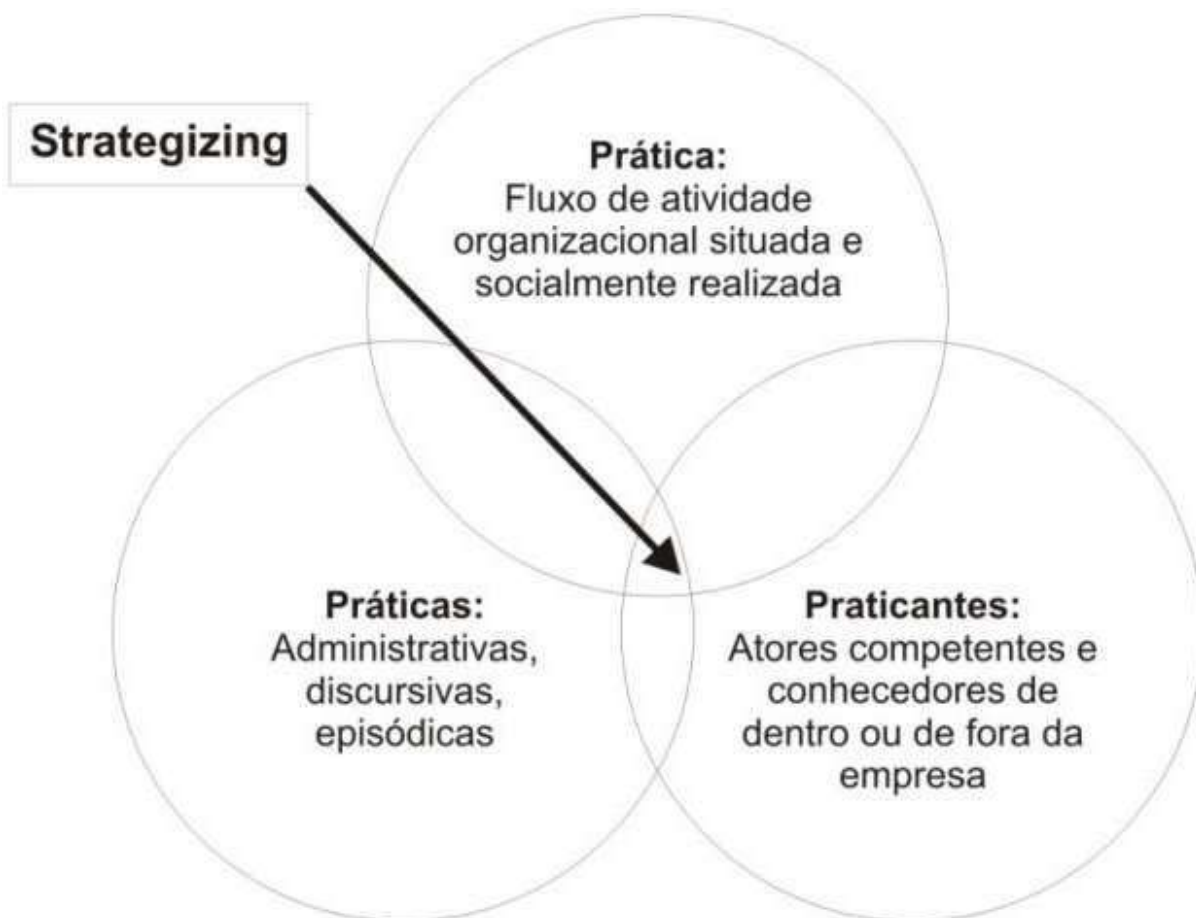 Strategizing
Prática:
Fluxo de atividade
organizacional situada e
socialmente realizada
Práticas:
Administrativas,
discursivas,
episódicas
Praticantes:
Atores competentes e
conhecedores de
dentro ou de fora da
empresa